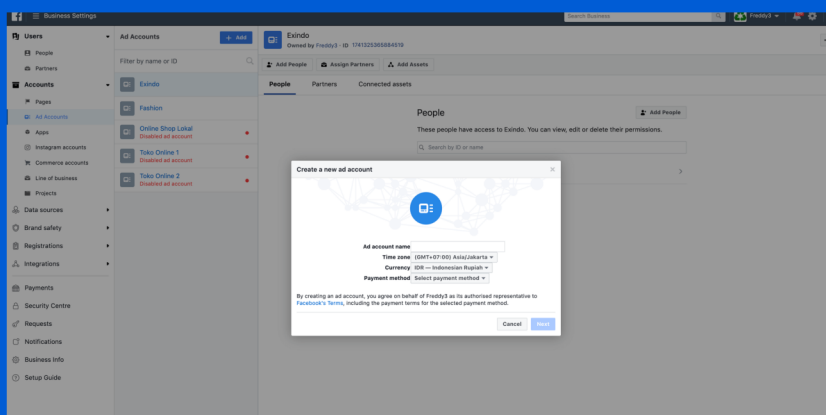 Business Settings
Search Business
Freddy3
Users
People
Partners
Accounts
Pages
Ad Accounts
Apps
Instagram accounts
Commerce accounts
Line of business
Projects
Data sources
Brand safety
Registrations
Integrations
Payments
Security Centre
Requests
Notifications
Business Info
Setup Guide
Ad Accounts
+ Add
Filter by name or ID
Exindo
Fashion
Online Shop Lokal
Disabled ad account
Toko Online 1
Disabled ad account
Toko Online 2
Disabled ad account
Exindo
Owned by Freddy3 · ID 1741325365884519
Add People
Assign Partners
Add Assets
People
Partners
Connected assets
People
Add People
These people have access to Exindo. You can view, edit or delete their permissions.
Search by ID or name
Create a new ad account
Ad account name
Time zone (GMT+07:00) Asia/Jakarta
Currency IDR — Indonesian Rupiah
Payment method Select payment method
By creating an ad account, you agree on behalf of Freddy3 as its authorised representative to
Facebook's Terms, including the payment terms for the selected payment method.
Cancel
Next